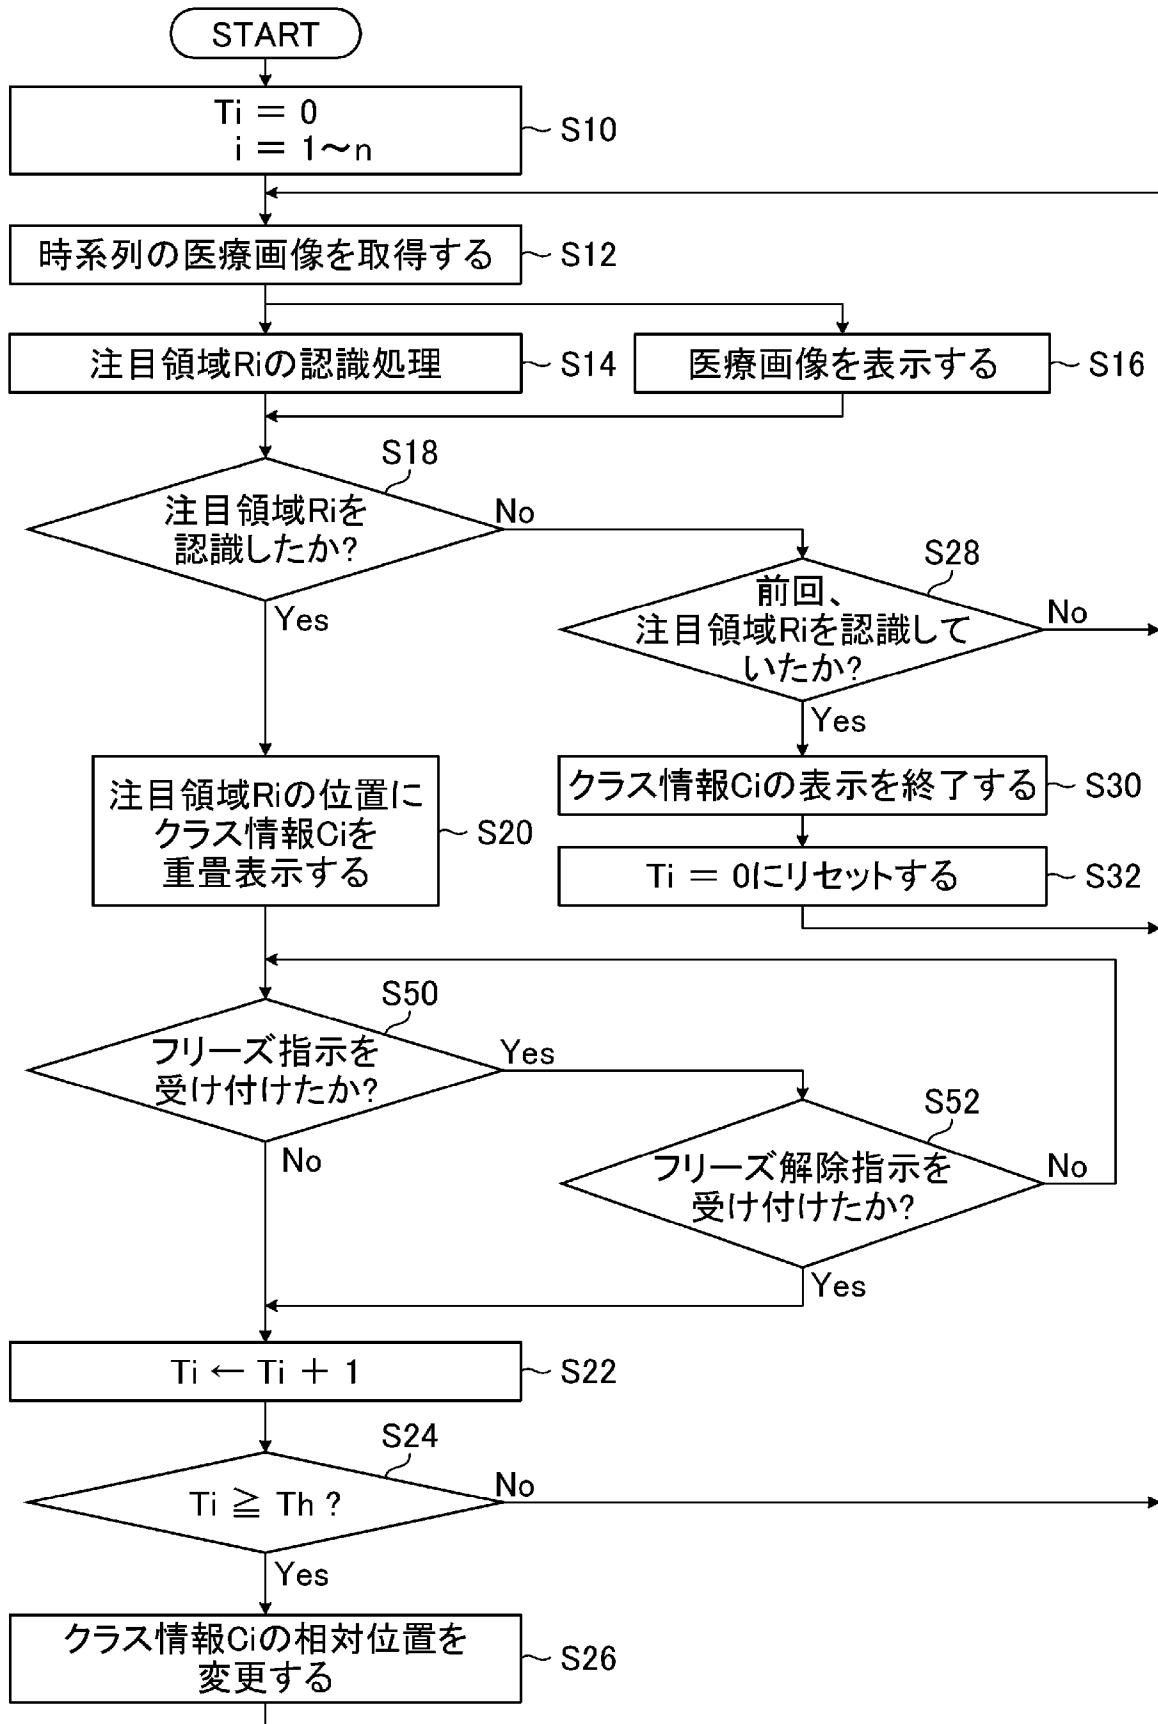 START
Ti = 0
i = 1～n
S10
時系列の医療画像を取得する
S12
注目領域Riの認識処理
S14
医療画像を表示する
S16
S18
注目領域Riを
認識したか?
No
Yes
S28
前回、
注目領域Riを認識して
いたか?
No
Yes
注目領域Riの位置に
クラス情報Ciを
重畳表示する
S20
クラス情報Ciの表示を終了する
S30
Ti = 0にリセットする
S32
S50
フリーズ指示を
受け付けたか?
Yes
No
S52
フリーズ解除指示を
受け付けたか?
No
Yes
Ti ← Ti + 1
S22
S24
Ti ≧ Th ?
No
Yes
クラス情報Ciの相対位置を
変更する
S26